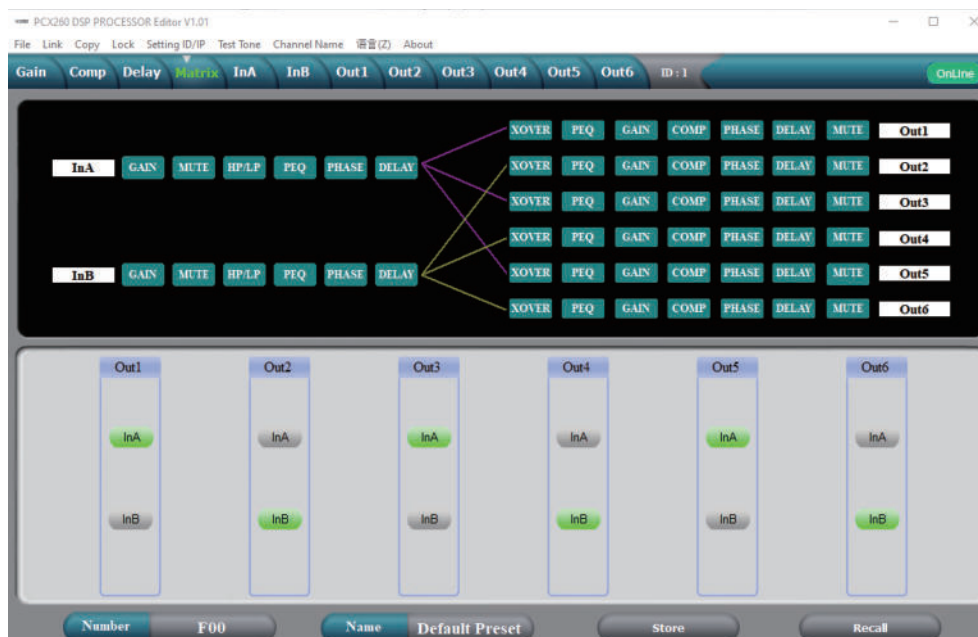 PCX260 DSP PROCESSOR Editor V1.01
File Link Copy Lock Setting ID/IP Test Tone Channel Name 语言(Z) About
Gain Comp Delay Matrix InA InB Out1 Out2 Out3 Out4 Out5 Out6 ID : 1 OnLine
XOVER PEQ GAIN COMP PHASE DELAY MUTE Out1
InA GAIN MUTE HP/LP PEQ PHASE DELAY XOVER PEQ GAIN COMP PHASE DELAY MUTE Out2
XOVER PEQ GAIN COMP PHASE DELAY MUTE Out3
XOVER PEQ GAIN COMP PHASE DELAY MUTE Out4
InB GAIN MUTE HP/LP PEQ PHASE DELAY XOVER PEQ GAIN COMP PHASE DELAY MUTE Out5
XOVER PEQ GAIN COMP PHASE DELAY MUTE Out6
Out1 Out2 Out3 Out4 Out5 Out6
InA InA InA InA InA InA
InB InB InB InB InB InB
Number F00 Name Default Preset Store Recall